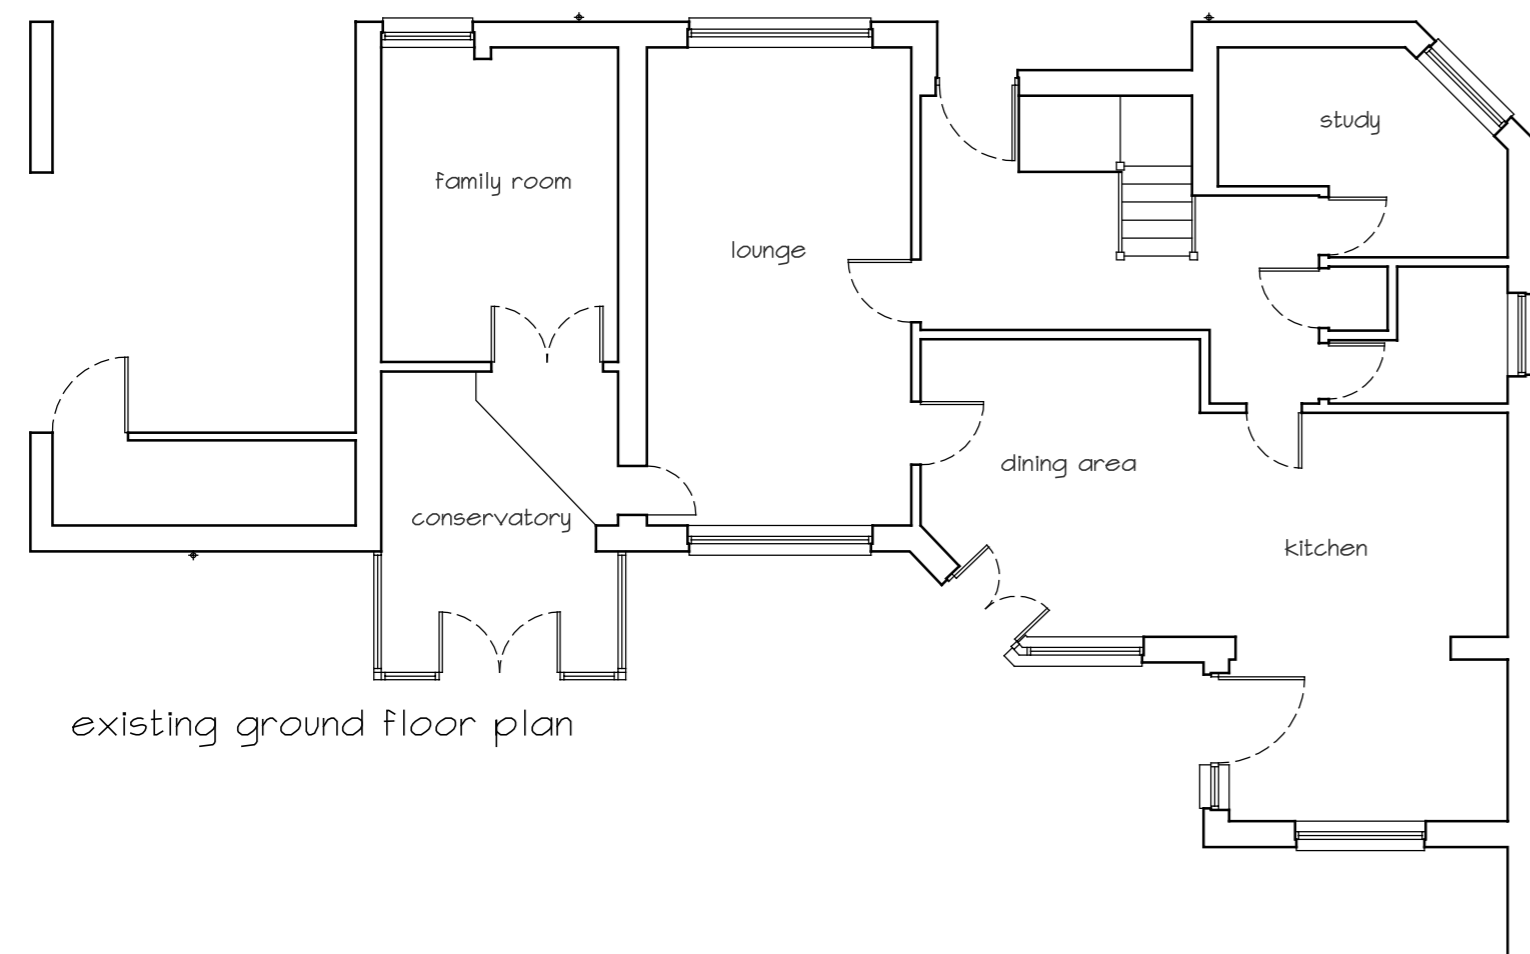 study
family room
lounge
dining area
conservatory
kitchen
existing ground floor plan